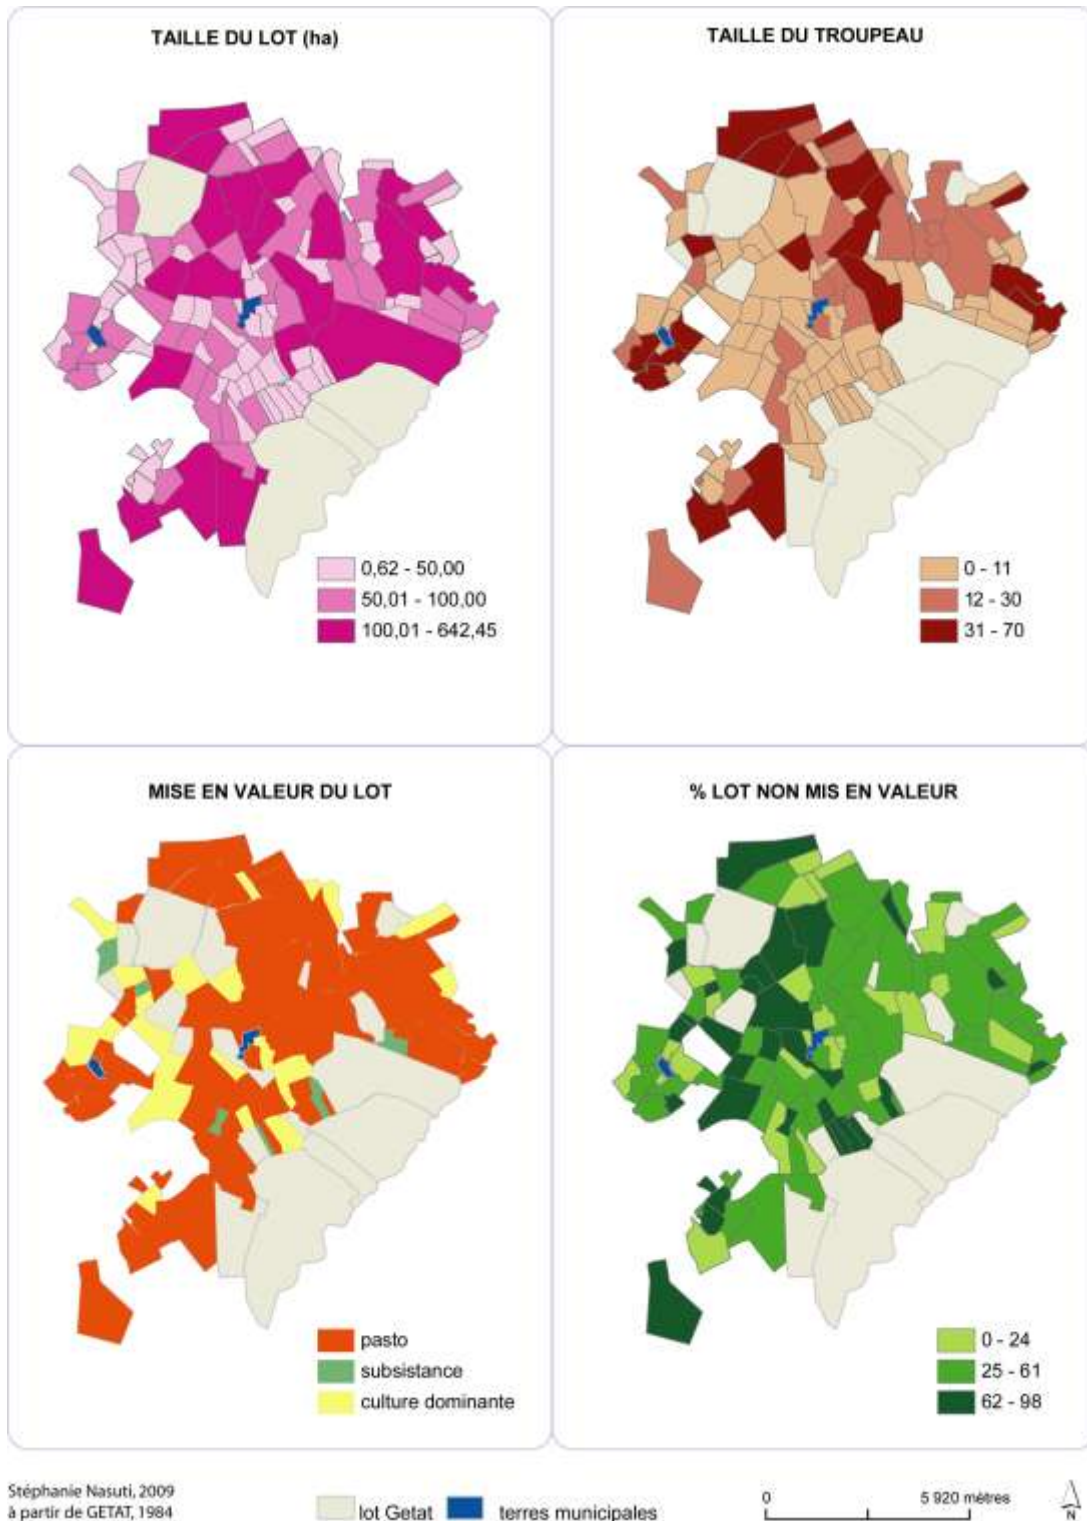 TAILLE DU LOT (ha)
0,62 - 50,00
50,01 - 100,00
100,01 - 642,45
TAILLE DU TROUPEAU
0 - 11
12 - 30
31 - 70
MISE EN VALEUR DU LOT
pasto
subsistance
culture dominante
% LOT NON MIS EN VALEUR
0 - 24
25 - 61
62 - 98
Stéphanie Nasuti, 2009
à partir de GETAT, 1984
lot Getat
terres municipales
0 5 920 mètres
N